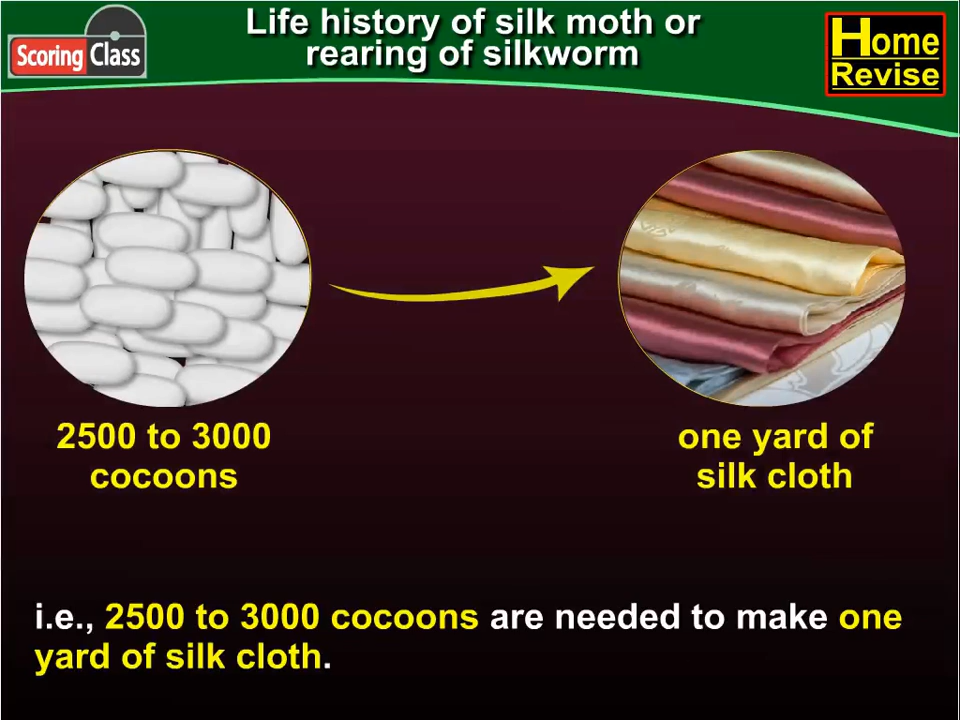 Scoring Class
Life history of silk moth or
rearing of silkworm
Home
Revise
2500 to 3000
cocoons
one yard of
silk cloth
i.e., 2500 to 3000 cocoons are needed to make one
yard of silk cloth.